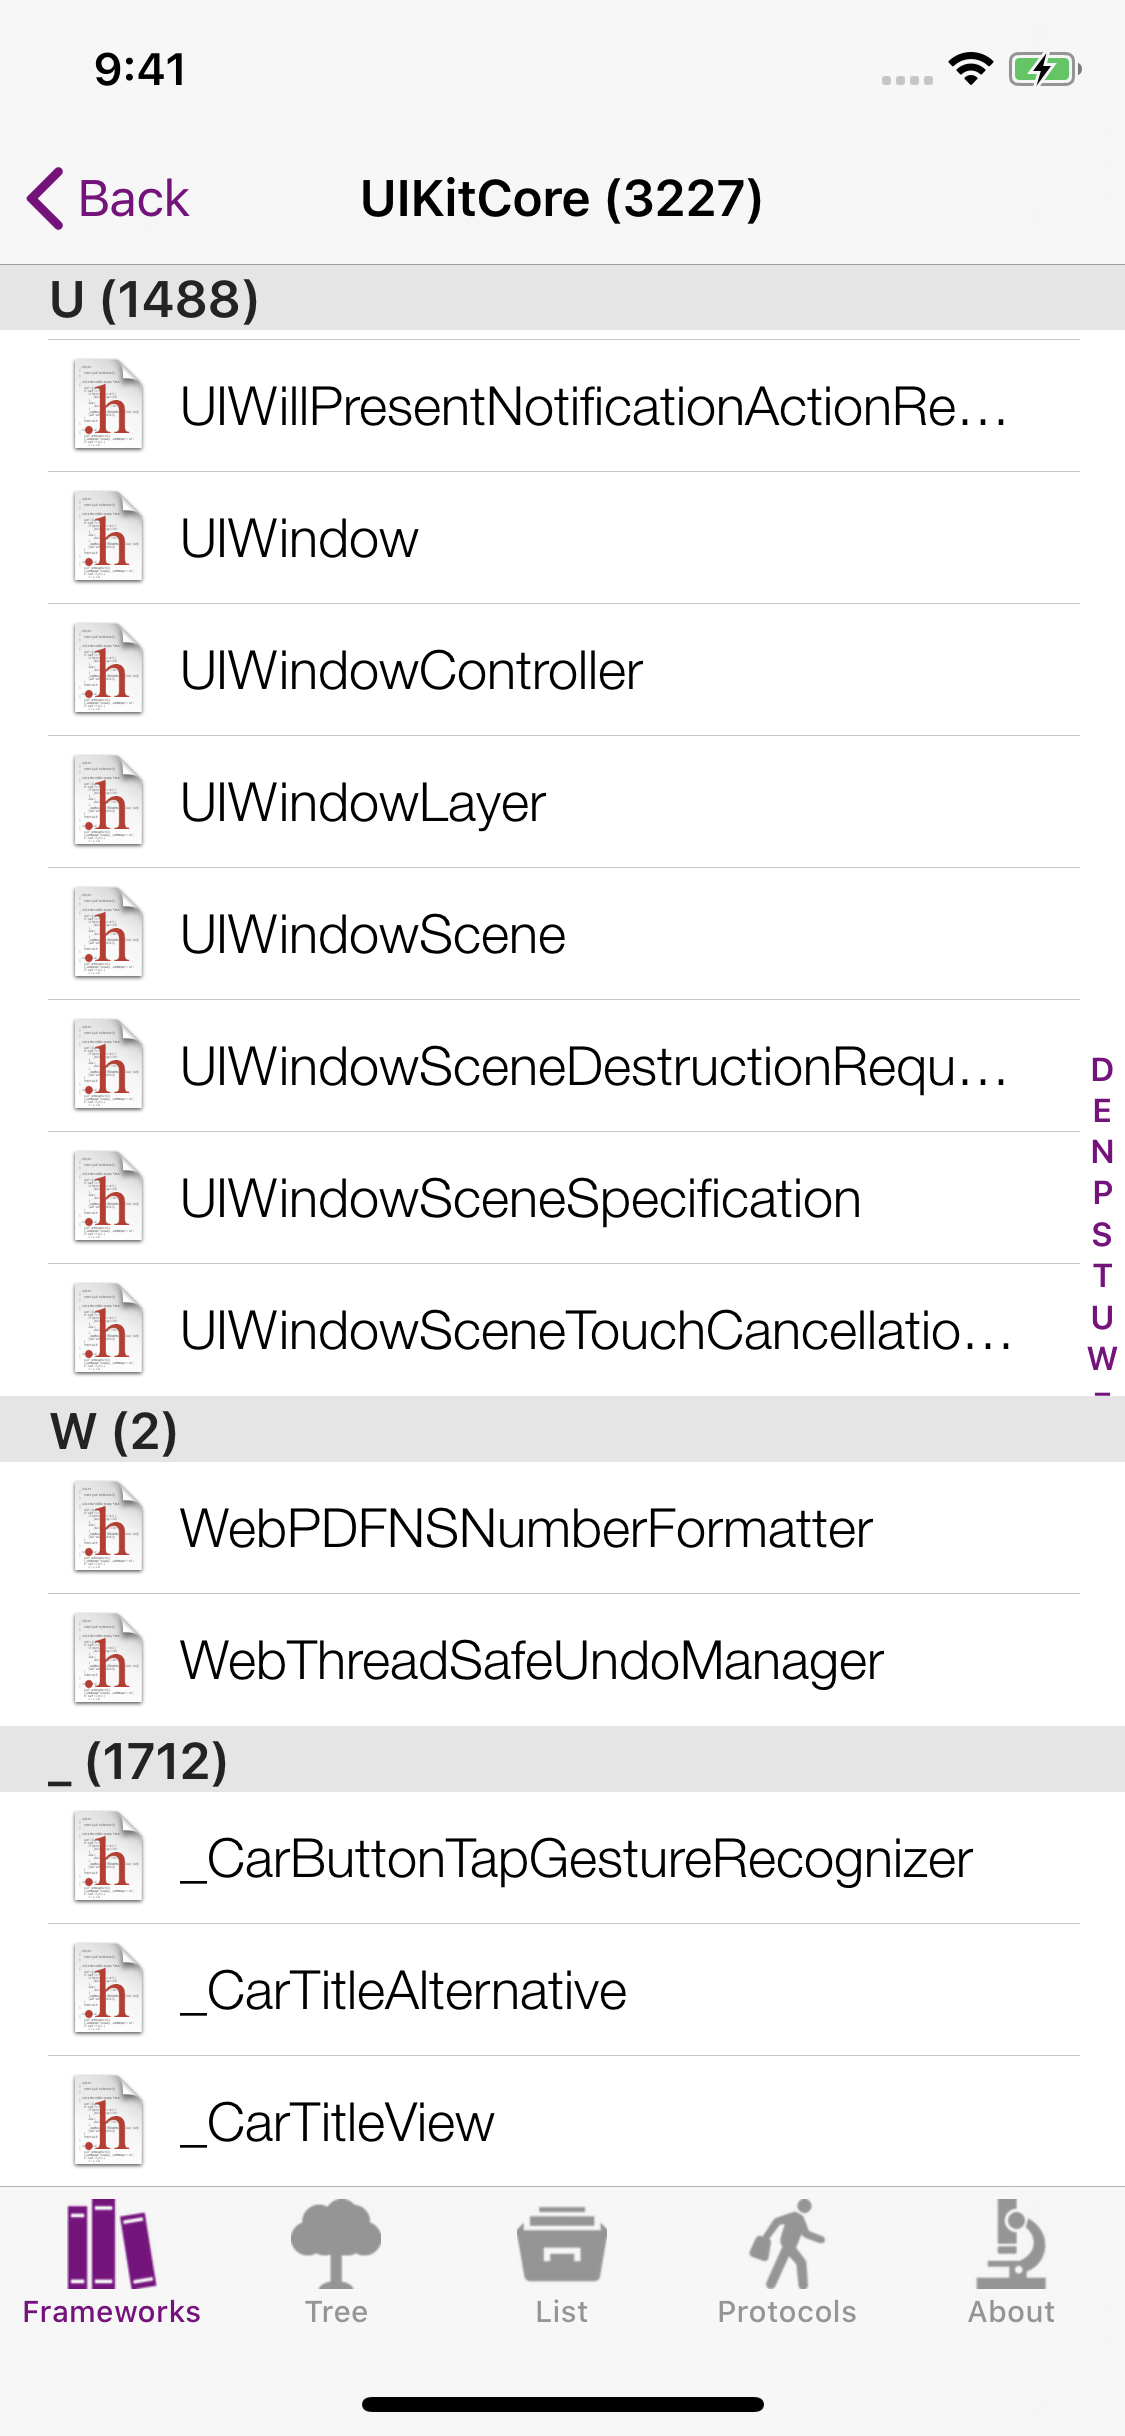 9:41
Back
UIKitCore (3227)
U (1488)
.h UIWillPresentNotificationActionRe…
.h UIWindow
.h UIWindowController
.h UIWindowLayer
.h UIWindowScene
.h UIWindowSceneDestructionRequ…
.h UIWindowSceneSpecification
.h UIWindowSceneTouchCancellatio…
D
E
N
P
S
T
U
W
_
W (2)
.h WebPDFNSNumberFormatter
.h WebThreadSafeUndoManager
_ (1712)
.h _CarButtonTapGestureRecognizer
.h _CarTitleAlternative
.h _CarTitleView
Frameworks
Tree
List
Protocols
About